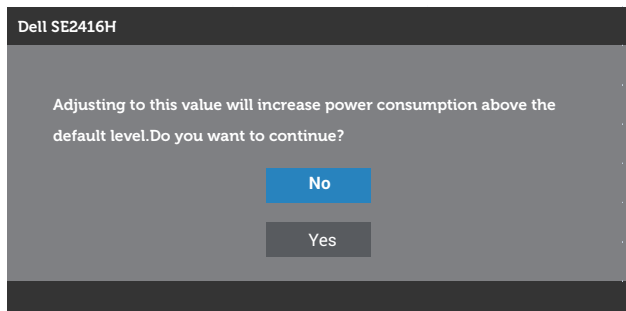 Dell SE2416H
Adjusting to this value will increase power consumption above the
default level.Do you want to continue?
No
Yes